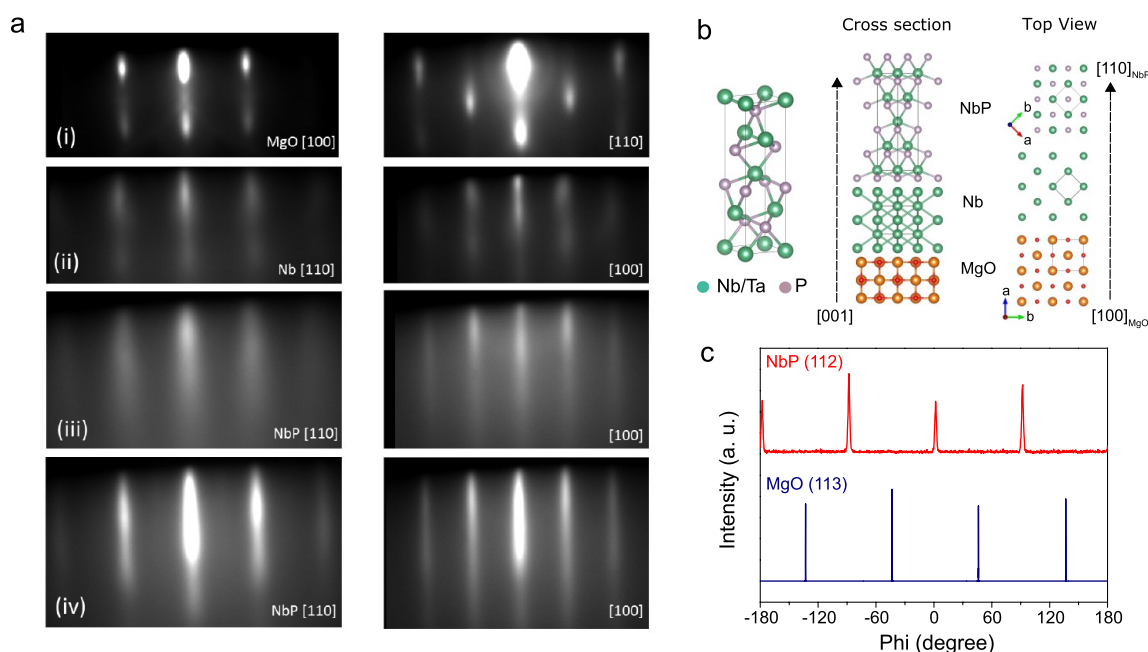 a
(i)
MgO [100]
[110]
(ii)
Nb [110]
[100]
(iii)
NbP [110]
[100]
(iv)
NbP [110]
[100]
b
Cross section
Top View
[110]NbP
NbP
b
a
Nb
MgO
Nb/Ta
P
[001]
a
b
[100]MgO
c
NbP (112)
MgO (113)
Intensity (a. u.)
-180 -120 -60 0 60 120 180
Phi (degree)